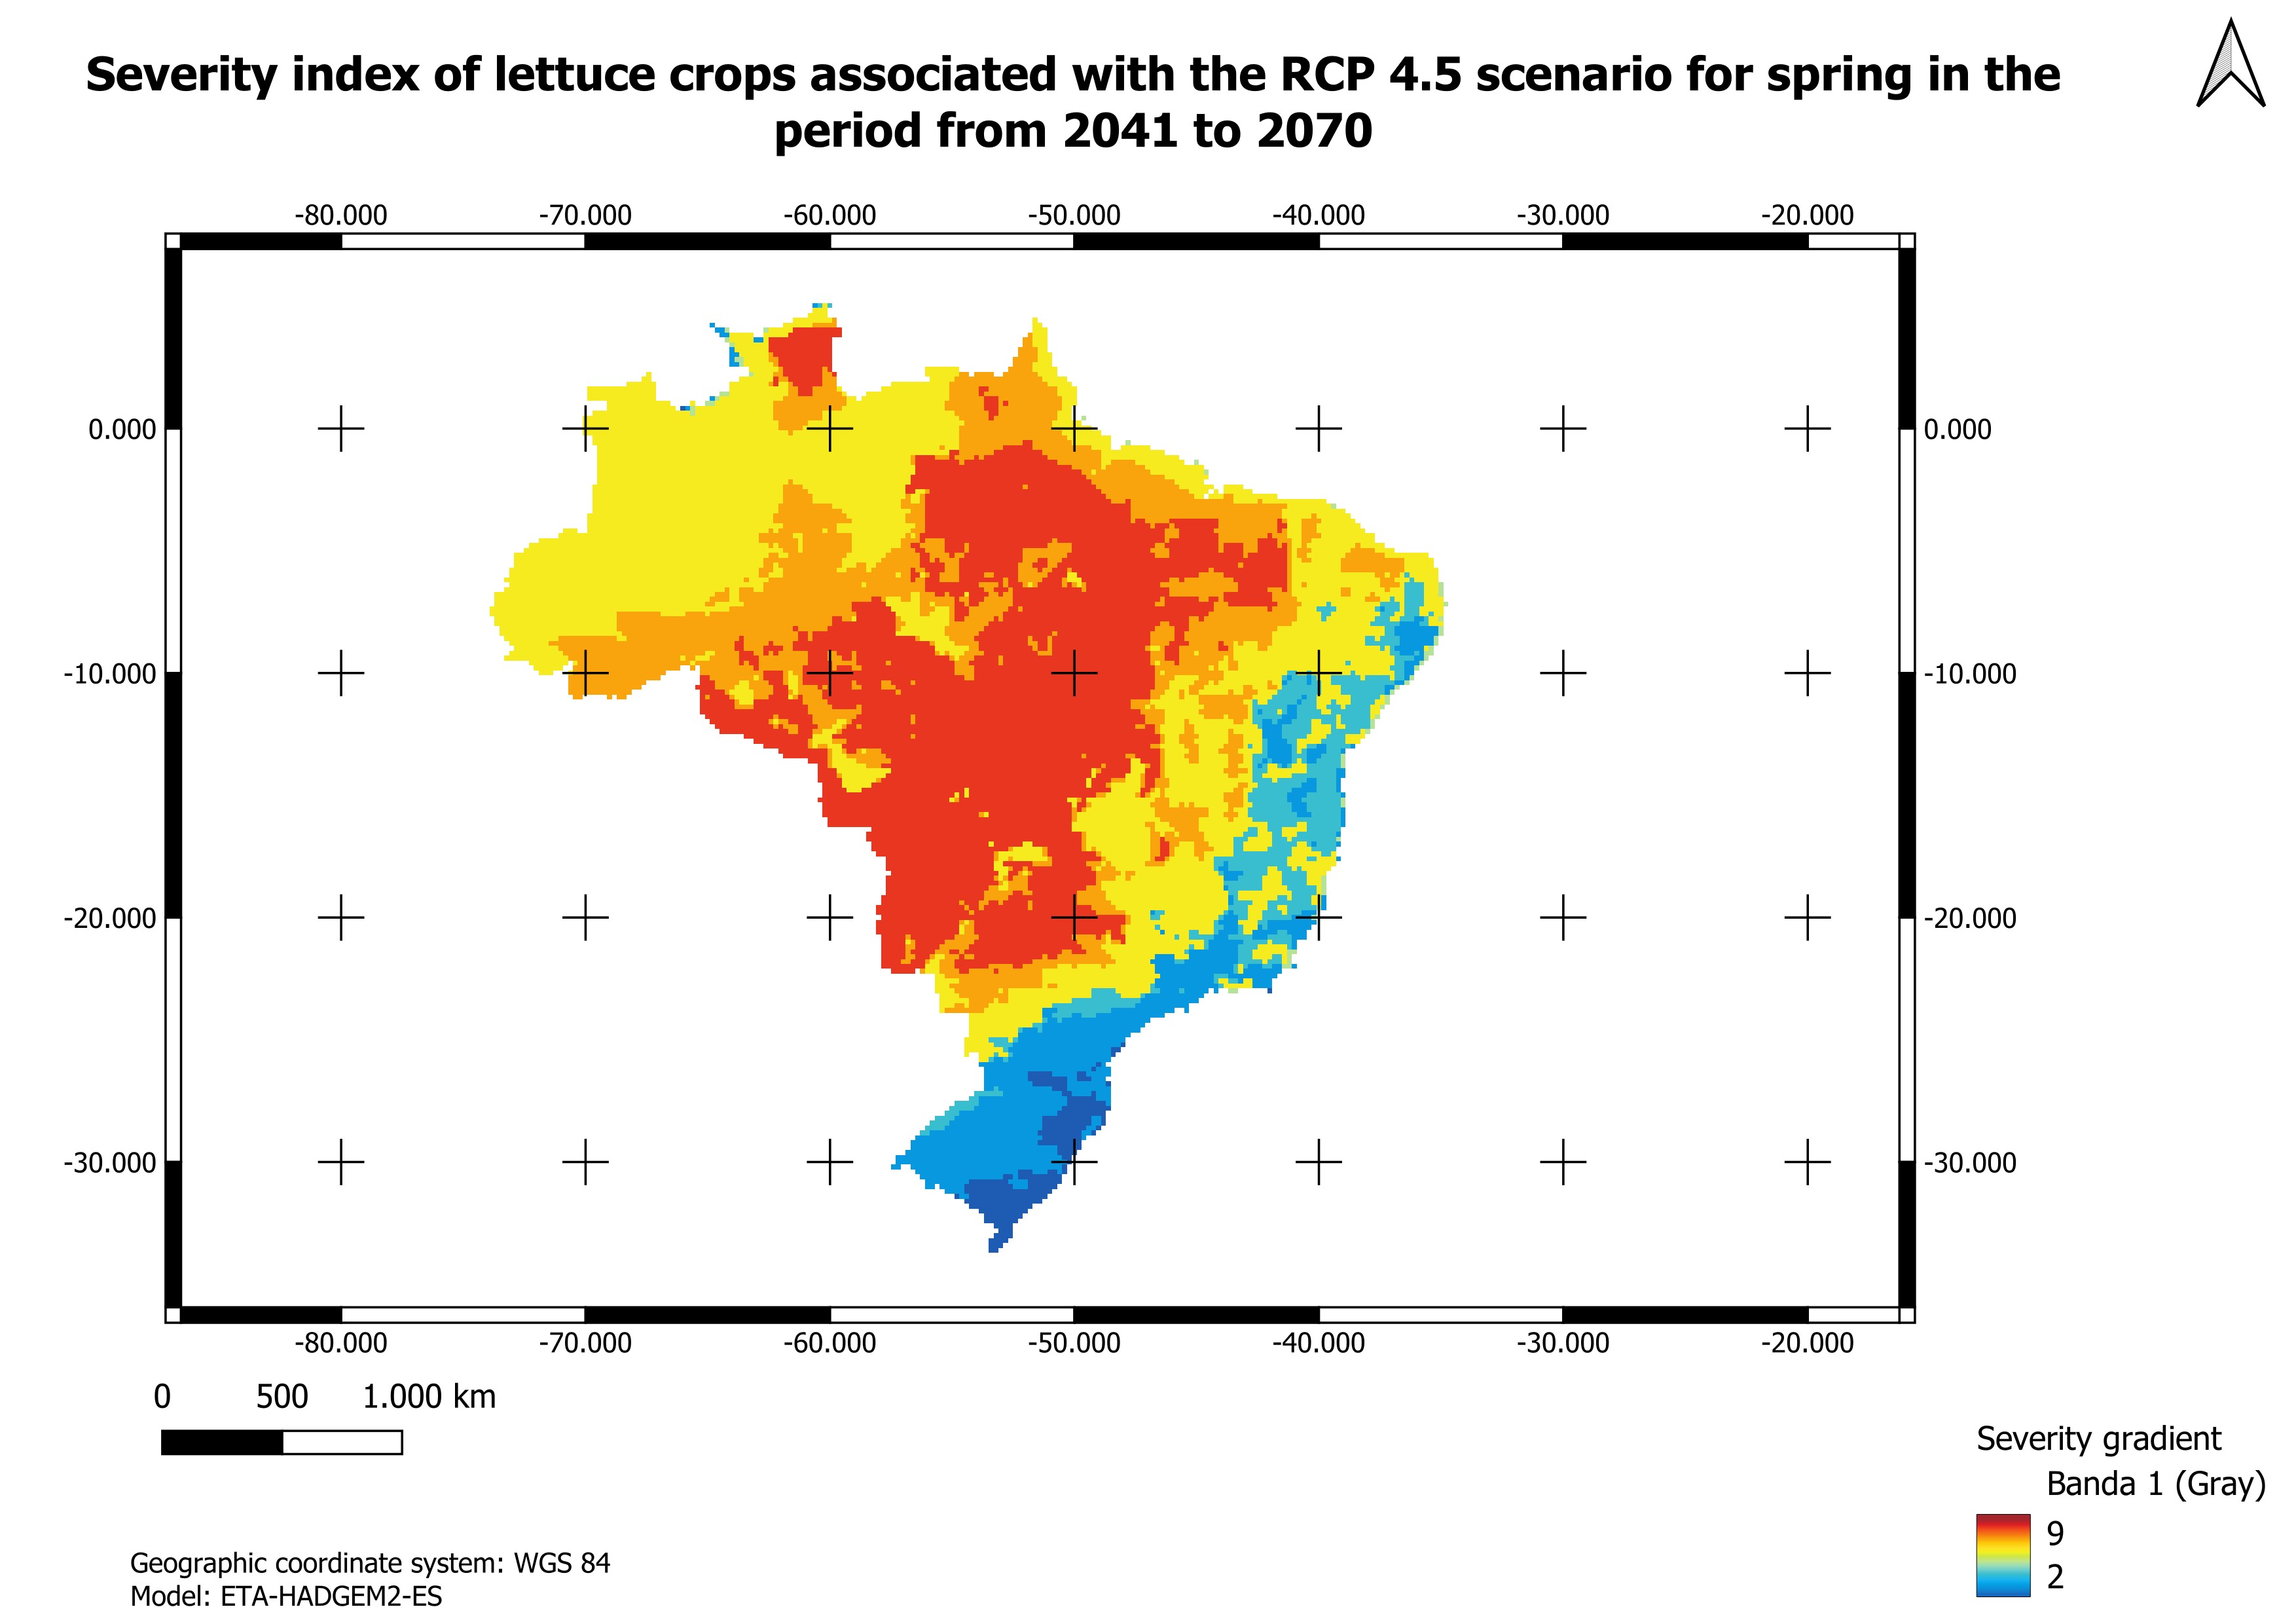 Severity index of lettuce crops associated with the RCP 4.5 scenario for spring in the
period from 2041 to 2070
-80.000 -70.000 -60.000 -50.000 -40.000 -30.000 -20.000
0.000 0.000
-10.000 -10.000
-20.000 -20.000
-30.000 -30.000
-80.000 -70.000 -60.000 -50.000 -40.000 -30.000 -20.000
0 500 1.000 km
Severity gradient
Banda 1 (Gray)
9
2
Geographic coordinate system: WGS 84
Model: ETA-HADGEM2-ES